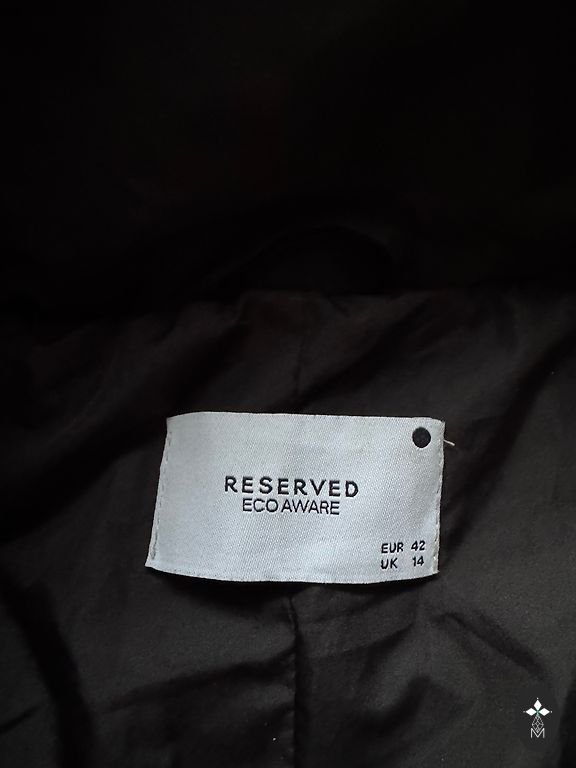 RESERVED
ECO AWARE
EUR 42
UK 14
M